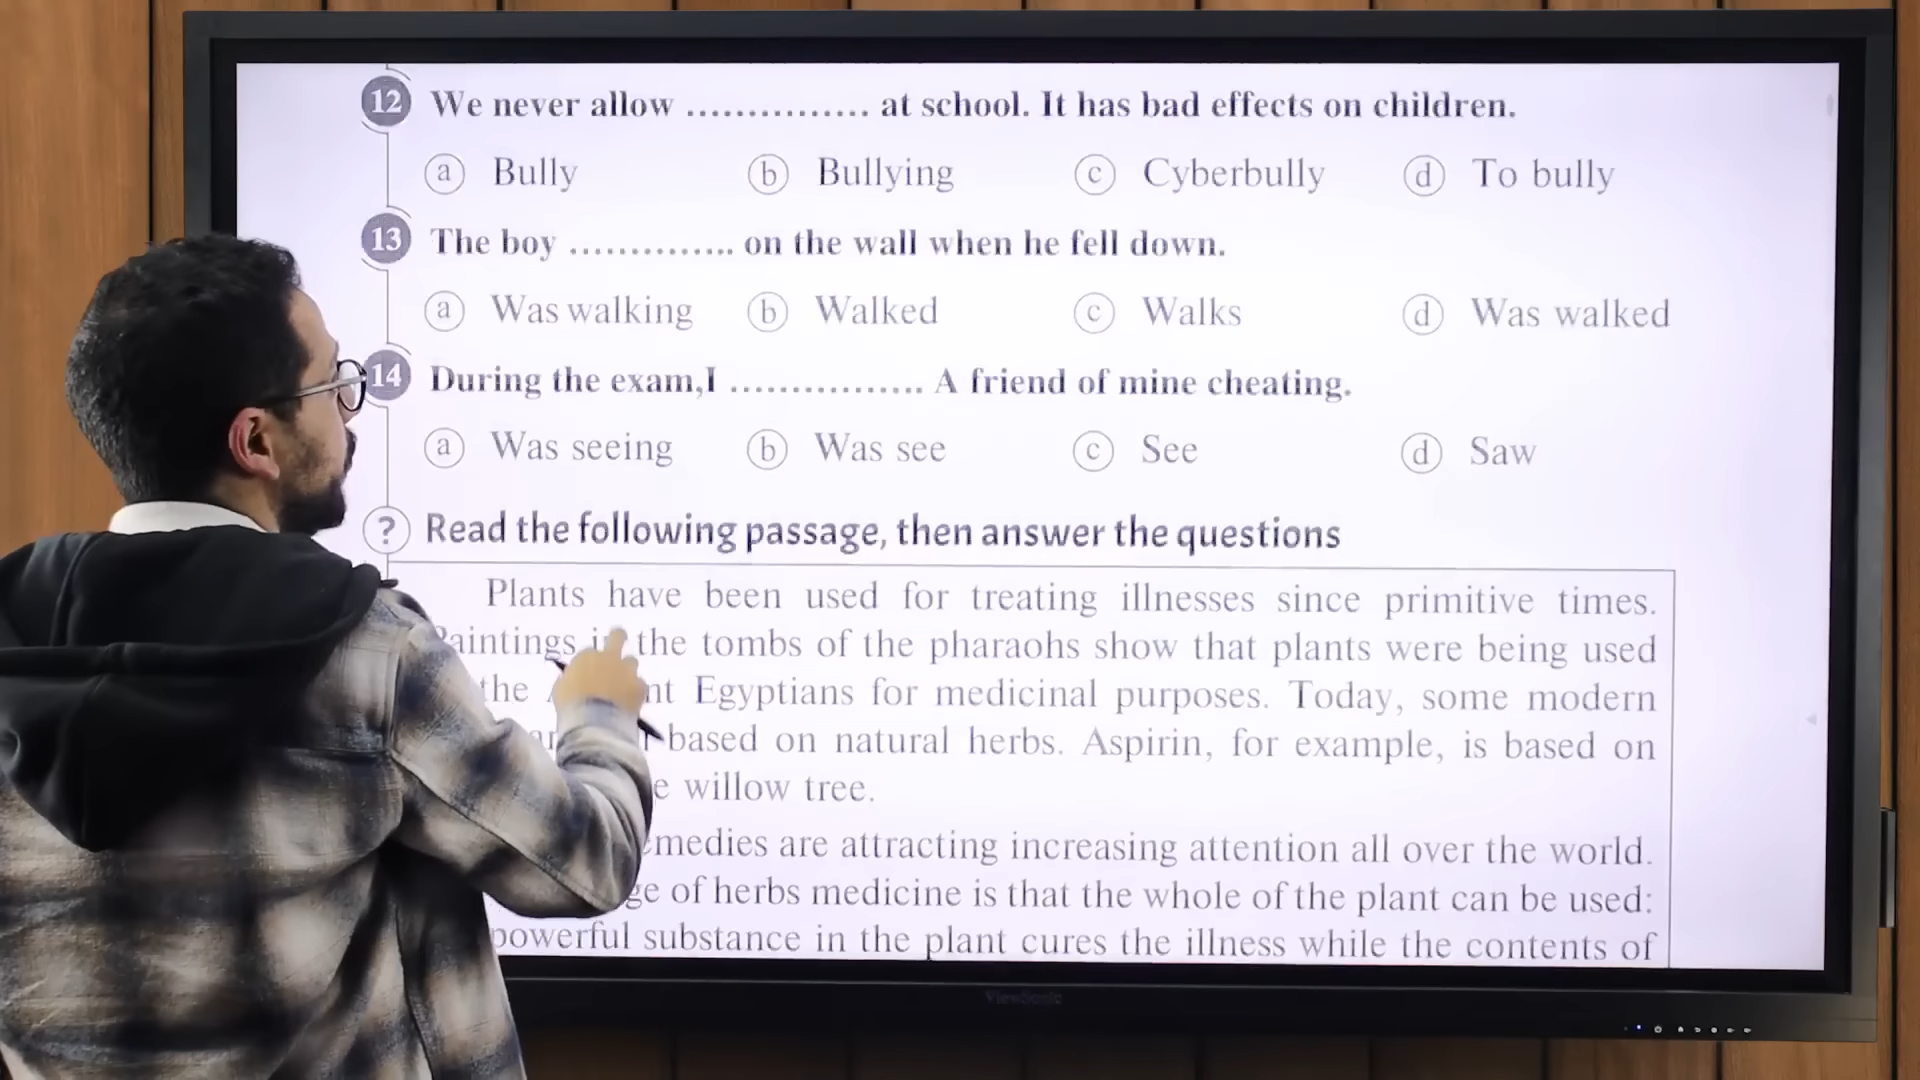 12 We never allow ............... at school. It has bad effects on children.
a Bully b Bullying c Cyberbully d To bully
13 The boy .............. on the wall when he fell down.
a Was walking b Walked c Walks d Was walked
14 During the exam,I ................ A friend of mine cheating.
a Was seeing b Was see c See d Saw
? Read the following passage, then answer the questions
Plants have been used for treating illnesses since primitive times.
Paintings in the tombs of the pharaohs show that plants were being used
the Egyptians for medicinal purposes. Today, some modern
based on natural herbs. Aspirin, for example, is based on
willow tree.
are attracting increasing attention all over the world.
of herbs medicine is that the whole of the plant can be used:
powerful substance in the plant cures the illness while the contents of
ViewSonic